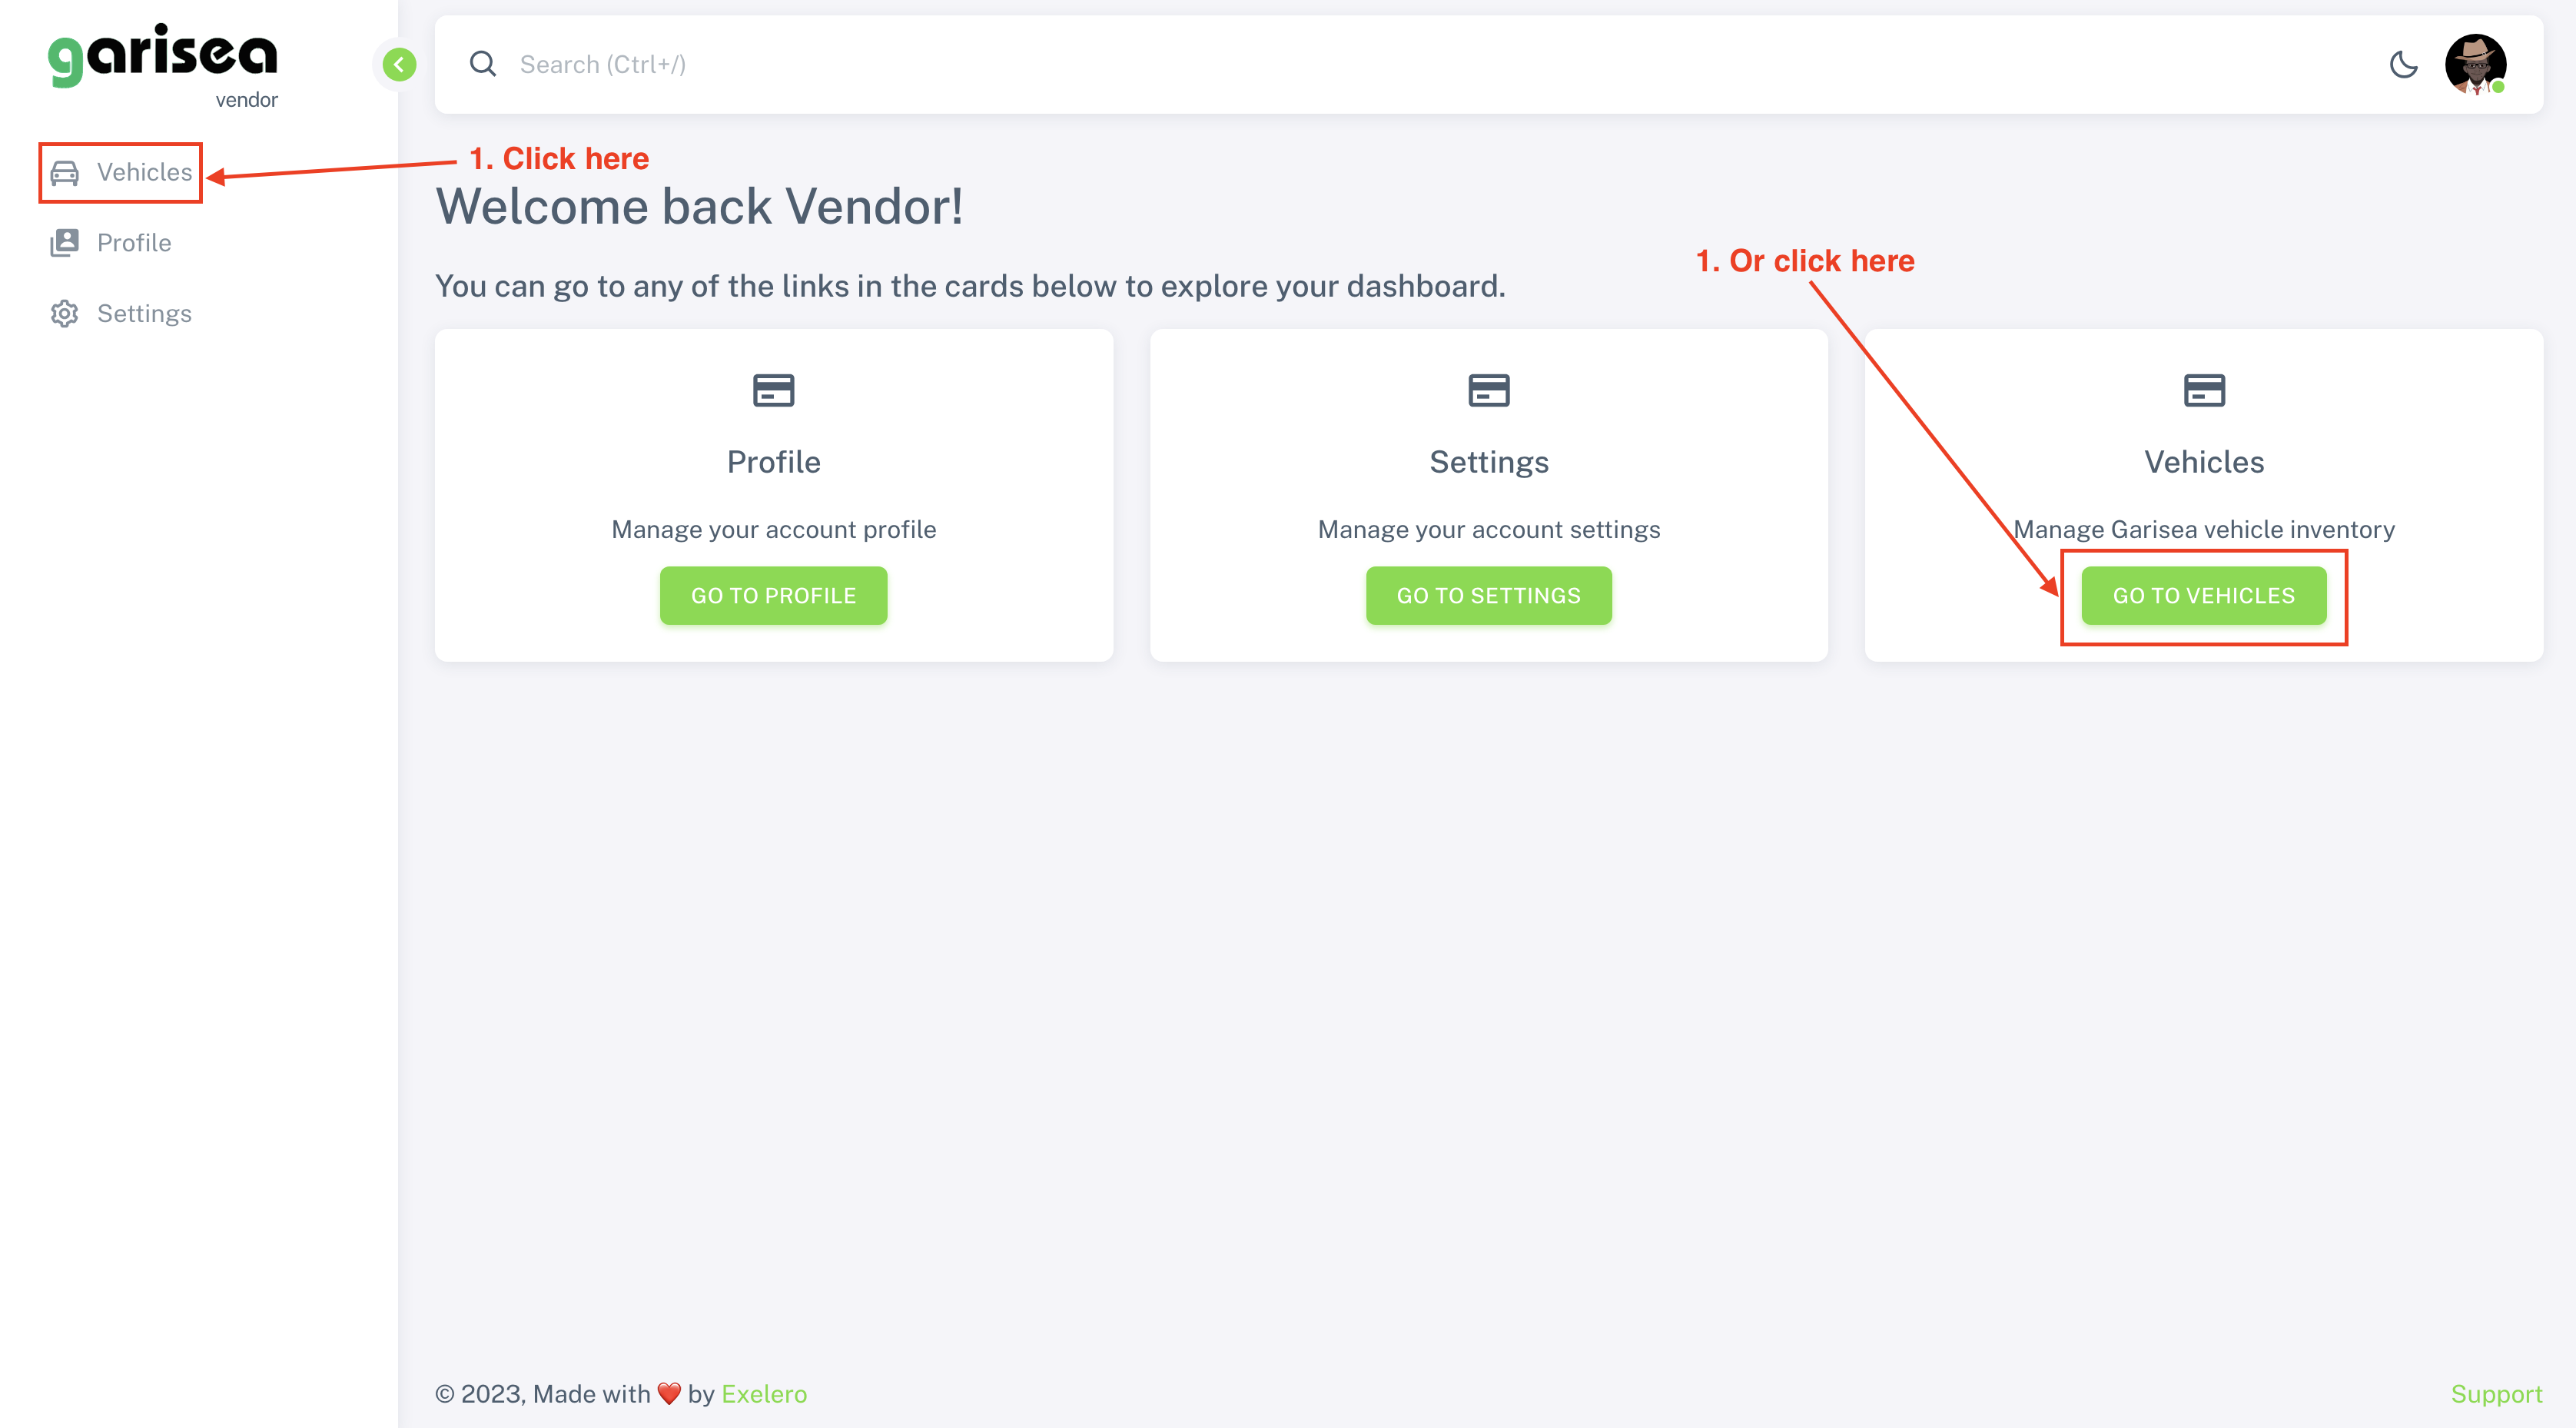 garisea
vendor
Vehicles
Profile
Settings
Search (Ctrl+/)
1. Click here
Welcome back Vendor!
1. Or click here
You can go to any of the links in the cards below to explore your dashboard.
Profile
Manage your account profile
GO TO PROFILE
Settings
Manage your account settings
GO TO SETTINGS
Vehicles
Manage Garisea vehicle inventory
GO TO VEHICLES
© 2023, Made with ❤️ by Exelero
Support